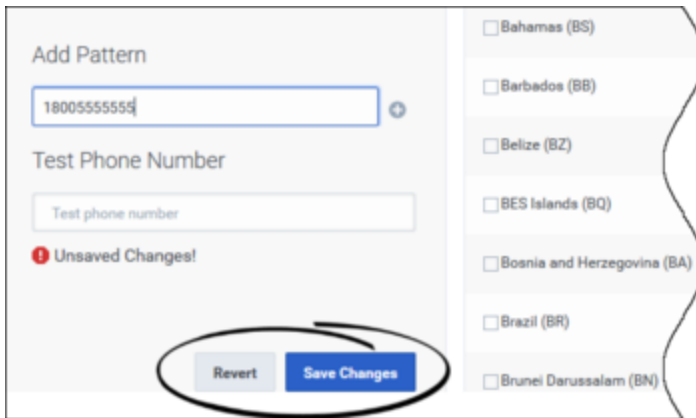 Add Pattern
18005555555
Test Phone Number
Test phone number
Unsaved Changes!
Revert
Save Changes
Bahamas (BS)
Barbados (BB)
Belize (BZ)
BES Islands (BQ)
Bosnia and Herzegovina (BA)
Brazil (BR)
Brunei Darussalam (BN)